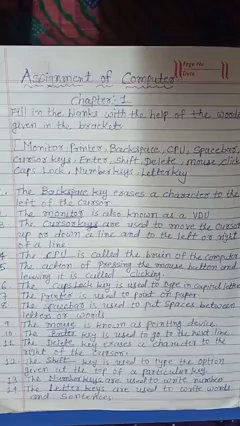 Page No.
Date
Assignment of Computer
Chapter: 1
Fill in the blanks with the help of the words
given in the brackets
Monitor, Printer, Backspace, CPU, Spacebar,
Cursor keys, Enter, Shift, Delete, mouse, click
Caps Lock, Number keys, Letter key
1. The Backspace key erases a character to the
left of the cursor
2. The monitor is also known as a VDU
3 The Cursor keys are used to move the Cursor
up or down a line and to the left or right
of a line
4 The CPU is called the brain of the computer
5 The action of pressing the mouse button and
leaving it is called clicking.
6 The CapsLock key is used to type in capital letter
7 The Printer is used to print on paper
8 The spacebar is used to put spaces between
letters or words
9 The mouse is known as pointing device
10 The Enter key is used to go to the next line
11 The Delete key erases a character to the
right of the cursor.
12 The Shift key is used to type the option
given at the top of a particular key.
13 The Number keys are used to write number
14 The Letter keys are used to write words
and sentences